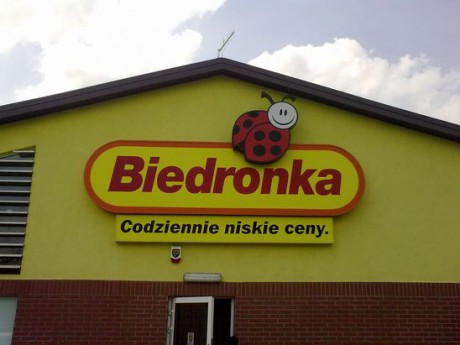 Biedronka
Codziennie niskie ceny.